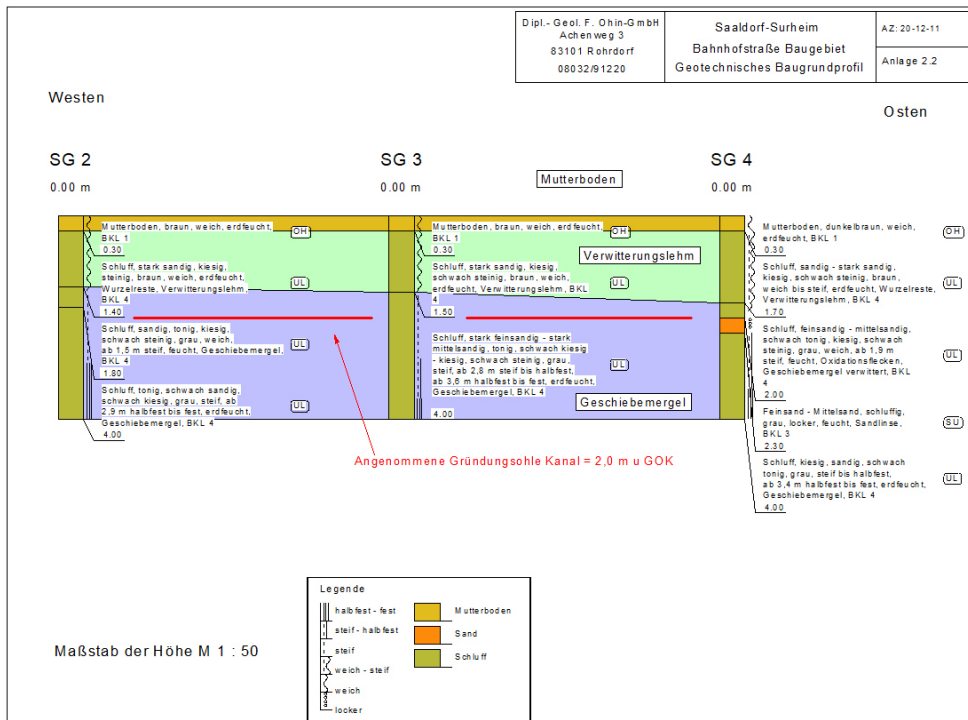 Dipl.- Geol. F. Ohin-GmbH
Achenweg 3
83101 Rohrdorf
08032/91220
Saaldorf-Surheim
Bahnhofstraße Baugebiet
Geotechnisches Baugrundprofil
AZ: 20-12-11
Anlage 2.2
Westen
Osten
SG 2
0.00 m
SG 3
0.00 m
SG 4
0.00 m
Mutterboden
Mutterboden, braun, weich, erdfeucht,
BKL 1
0.30
OH
Schluff, stark sandig, kiesig,
steinig, braun, weich, erdfeucht,
Wurzelreste, Verwitterungslehm,
BKL 4
1.40
UL
Schluff, sandig, tonig, kiesig,
schwach steinig, grau, weich,
ab 1,5 m steif, feucht, Geschiebemergel,
BKL 4
1.80
UL
Schluff, tonig, schwach sandig,
schwach kiesig, grau, steif, ab
2,9 m halbfest bis fest, erdfeucht,
Geschiebemergel, BKL 4
4.00
UL
Mutterboden, braun, weich, erdfeucht,
BKL 1
0.30
OH
Verwitterungslehm
Schluff, stark sandig, kiesig,
schwach steinig, braun, weich,
erdfeucht, Verwitterungslehm, BKL
4
1.50
UL
Schluff, stark feinsandig - stark
mittelsandig, tonig, schwach kiesig
- kiesig, schwach steinig, grau,
steif, ab 2,8 m steif bis halbfest,
ab 3,6 m halbfest bis fest, erdfeucht,
Geschiebemergel, BKL 4
4.00
UL
Geschiebemergel
Mutterboden, dunkelbraun, weich,
erdfeucht, BKL 1
0.30
OH
Schluff, sandig - stark sandig,
kiesig, schwach steinig, braun,
weich bis steif, erdfeucht, Wurzelreste,
Verwitterungslehm, BKL 4
1.70
UL
Schluff, feinsandig - mittelsandig,
schwach tonig, kiesig, schwach
steinig, grau, weich, ab 1,9 m
steif, feucht, Oxidationsflecken,
Geschiebemergel verwittert, BKL
4
2.00
UL
Feinsand - Mittelsand, schluffig,
grau, locker, feucht, Sandlinse,
BKL 3
2.30
SU
Schluff, kiesig, sandig, schwach
tonig, grau, steif bis halbfest,
ab 3,4 m halbfest bis fest, erdfeucht,
Geschiebemergel, BKL 4
4.00
UL
Angenommene Gründungsohle Kanal = 2,0 m u GOK
Maßstab der Höhe M 1 : 50
Legende
halbfest - fest
steif - halbfest
steif
weich - steif
weich
locker
Mutterboden
Sand
Schluff